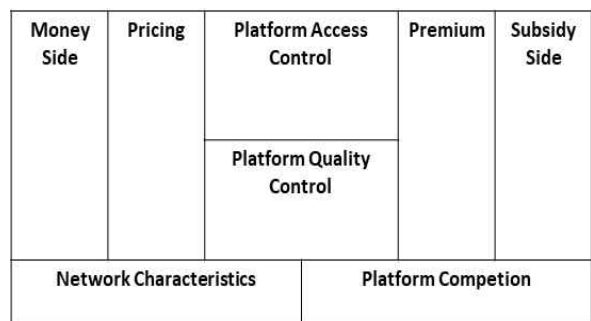 Money
Side
Pricing
Platform Access
Control
Premium
Subsidy
Side
Platform Quality
Control
Network Characteristics
Platform Competion